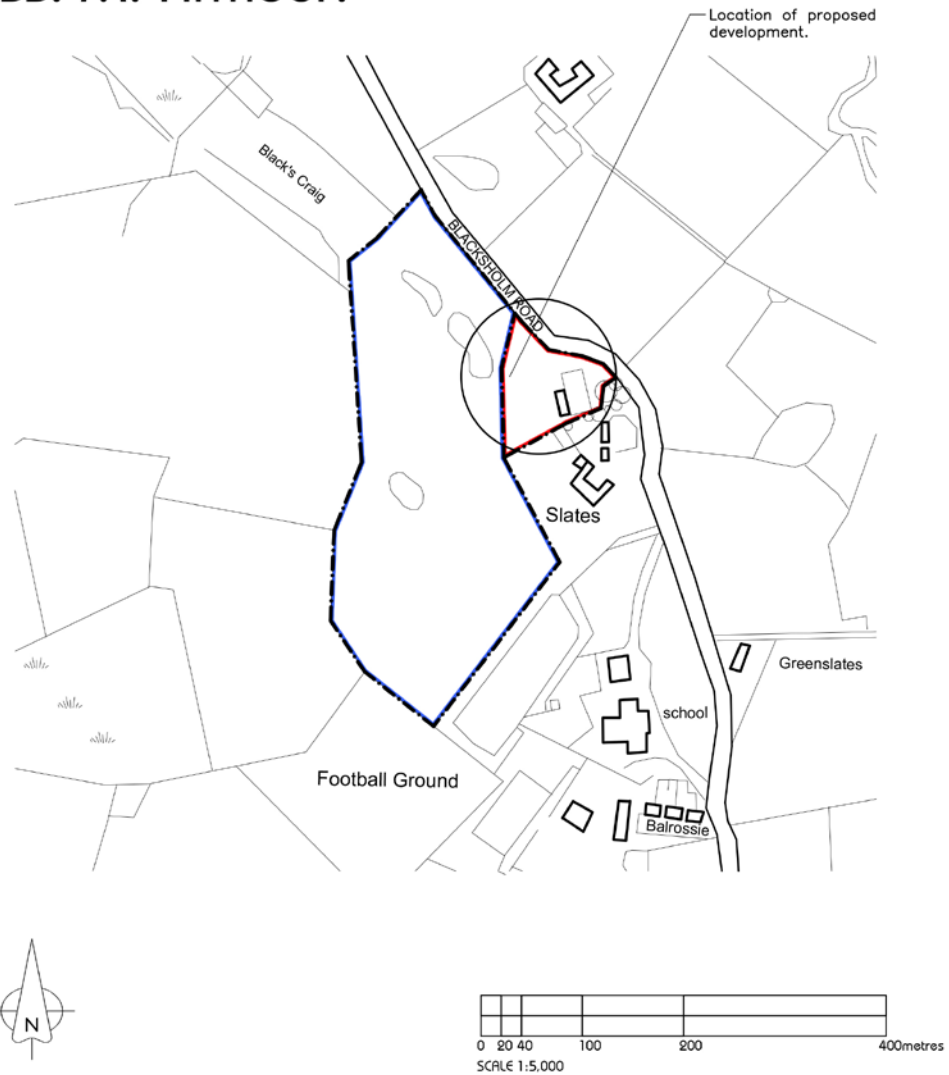 Location of proposed
development.
Black's Craig
BLACKSHOLM ROAD
Slates
Greenslates
school
Football Ground
Balrossie
N
0 20 40 100 200 400metres
SCALE 1:5,000